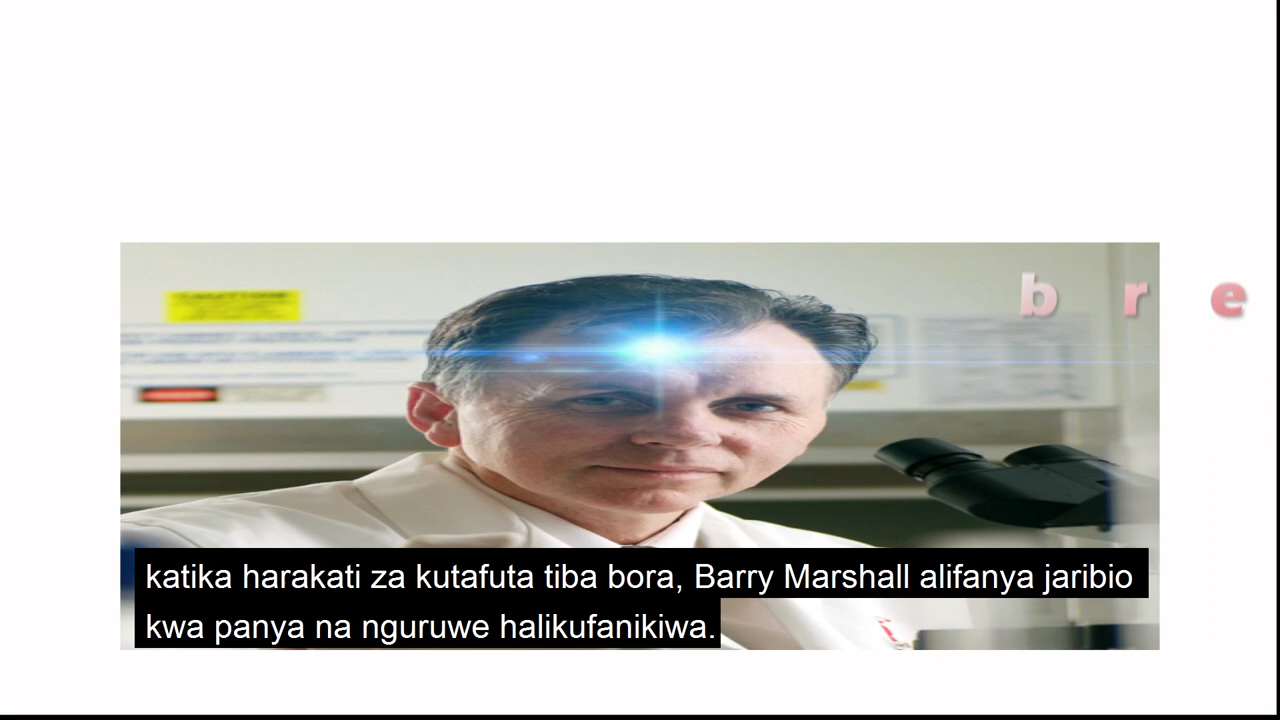 b r e
katika harakati za kutafuta tiba bora, Barry Marshall alifanya jaribio
kwa panya na nguruwe halikufanikiwa.